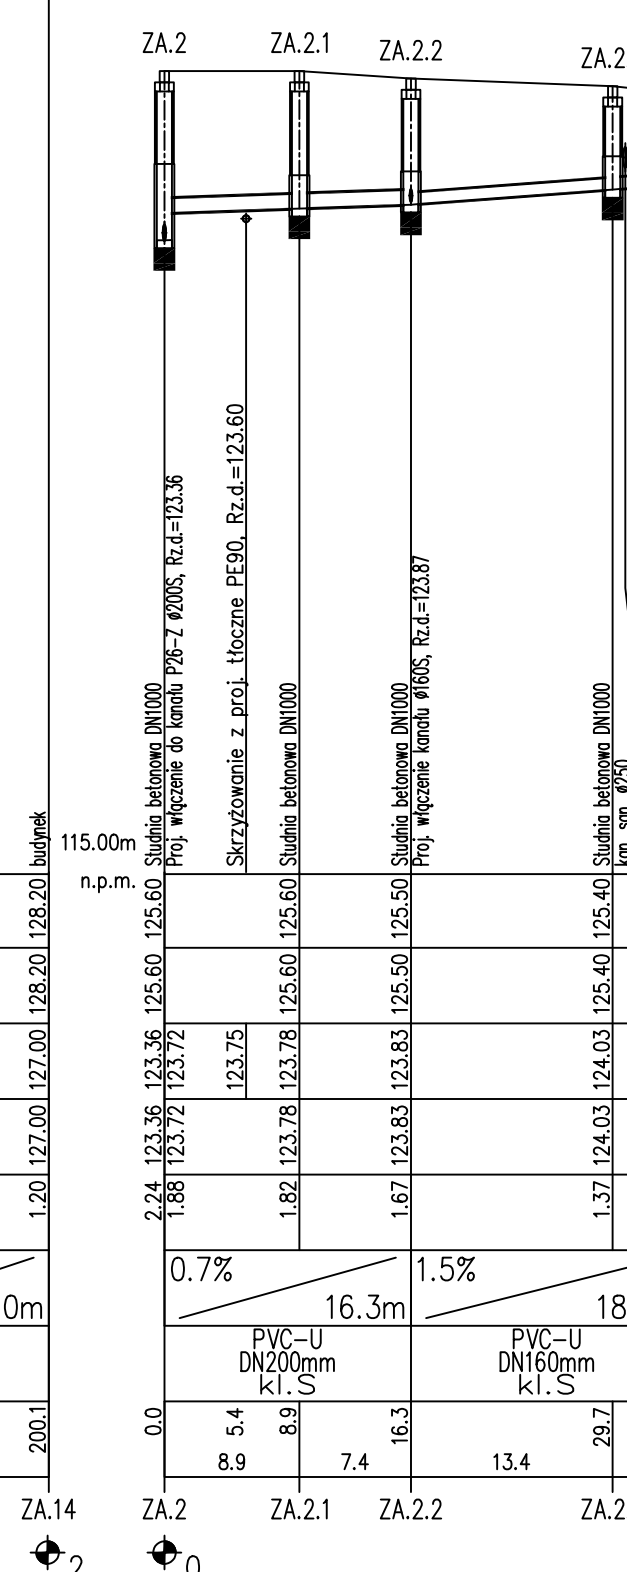 ZA.2
ZA.2.1
ZA.2.2
ZA.2
budynek
115.00m
n.p.m.
Studnia betonowa DN1000
Proj. włączenie do kanału P26-Z ø200S, Rz.d.=123.36
Skrzyżowanie z proj. tłoczne PE90, Rz.d.=123.60
Studnia betonowa DN1000
Studnia betonowa DN1000
Proj. włączenie kanału ø160S, Rz.d.=123.87
Studnia betonowa DN1000
kan. san. ø250
128.20
125.60
125.60
125.50
125.40
128.20
125.60
125.60
125.50
125.40
127.00
123.36
123.72
123.75
123.78
123.83
124.03
127.00
123.36
123.72
123.78
123.83
124.03
1.20
2.24
1.88
1.82
1.67
1.37
0m
0.7%
16.3m
1.5%
18
PVC-U
DN200mm
kl.S
PVC-U
DN160mm
kl.S
200.1
0.0
5.4
8.9
16.3
29.7
8.9
7.4
13.4
ZA.14
ZA.2
ZA.2.1
ZA.2.2
ZA.2
2
0